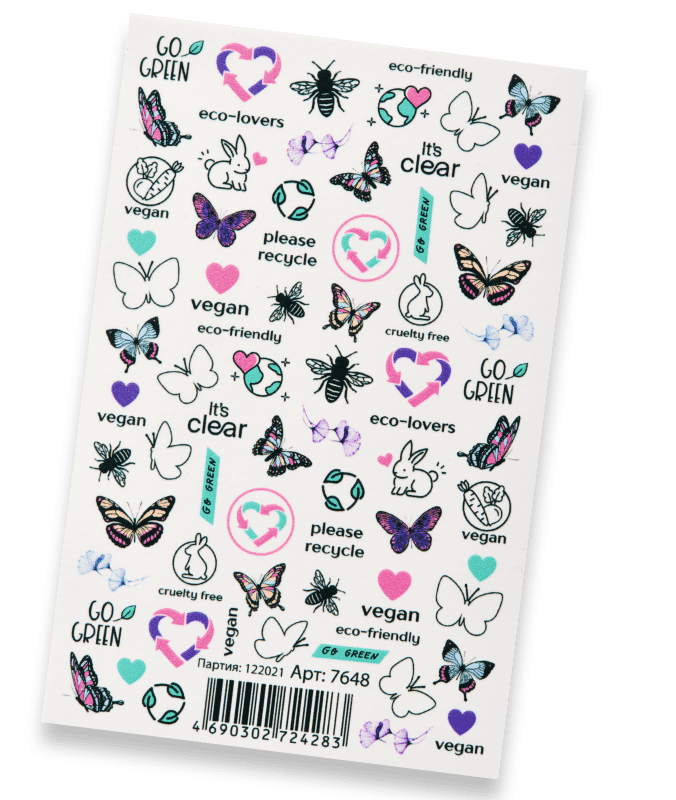 GO
GREEN
eco-friendly
eco-lovers
It's
clear
vegan
vegan
GO GREEN
please
recycle
vegan
cruelty free
eco-friendly
GO
GREEN
vegan
It's
clear
eco-lovers
GO GREEN
please
recycle
vegan
cruelty free
vegan
GO
GREEN
vegan
eco-friendly
GO GREEN
Партия: 122021 Арт: 7648
4 690302 724283
vegan